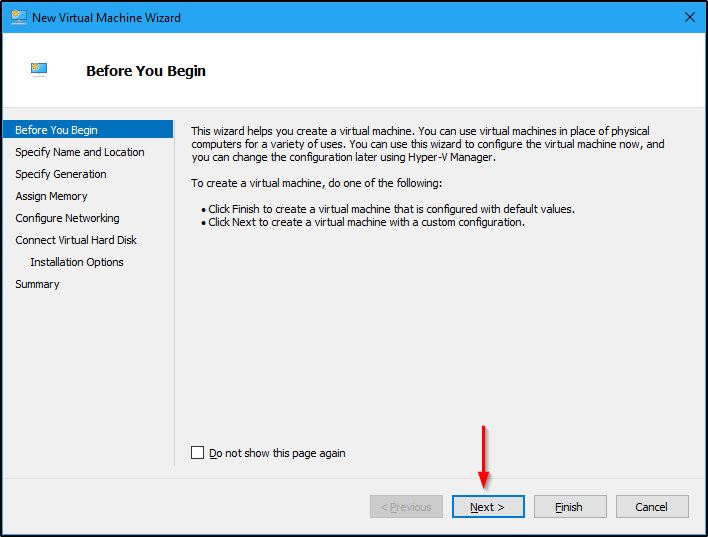 New Virtual Machine Wizard
Before You Begin
Before You Begin
Specify Name and Location
Specify Generation
Assign Memory
Configure Networking
Connect Virtual Hard Disk
Installation Options
Summary
This wizard helps you create a virtual machine. You can use virtual machines in place of physical
computers for a variety of uses. You can use this wizard to configure the virtual machine now, and
you can change the configuration later using Hyper-V Manager.
To create a virtual machine, do one of the following:
• Click Finish to create a virtual machine that is configured with default values.
• Click Next to create a virtual machine with a custom configuration.
Do not show this page again
< Previous
Next >
Finish
Cancel